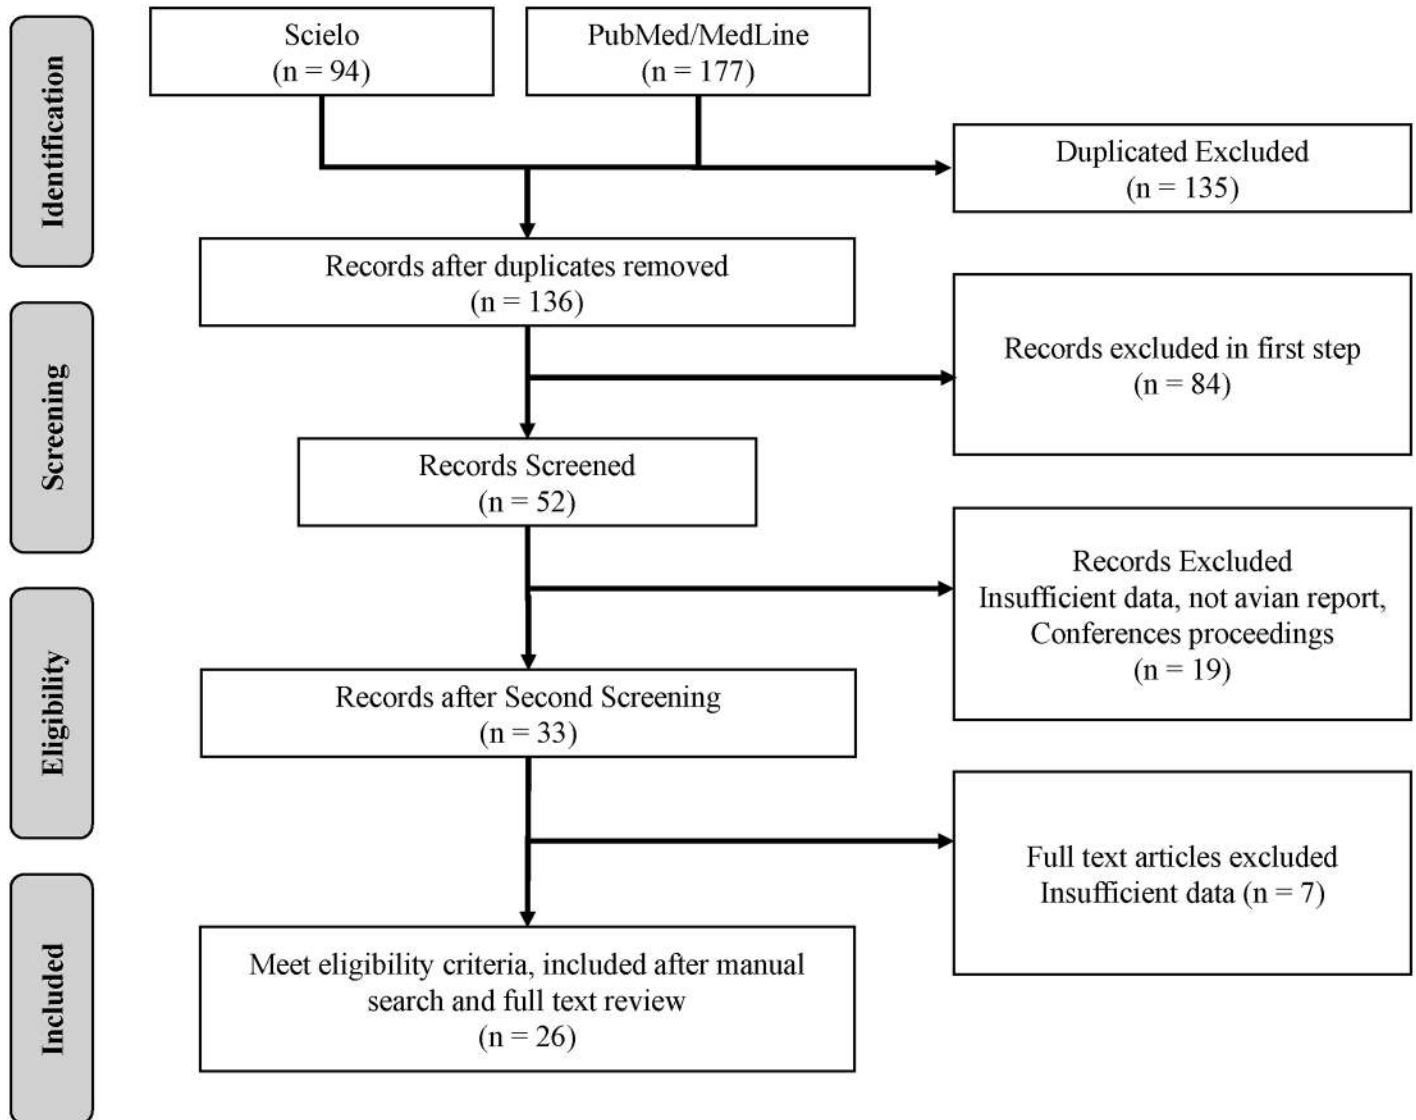 Identification
Scielo
(n = 94)
PubMed/MedLine
(n = 177)
Duplicated Excluded
(n = 135)
Records after duplicates removed
(n = 136)
Screening
Records excluded in first step
(n = 84)
Records Screened
(n = 52)
Eligibility
Records Excluded
Insufficient data, not avian report,
Conferences proceedings
(n = 19)
Records after Second Screening
(n = 33)
Full text articles excluded
Insufficient data (n = 7)
Included
Meet eligibility criteria, included after manual
search and full text review
(n = 26)